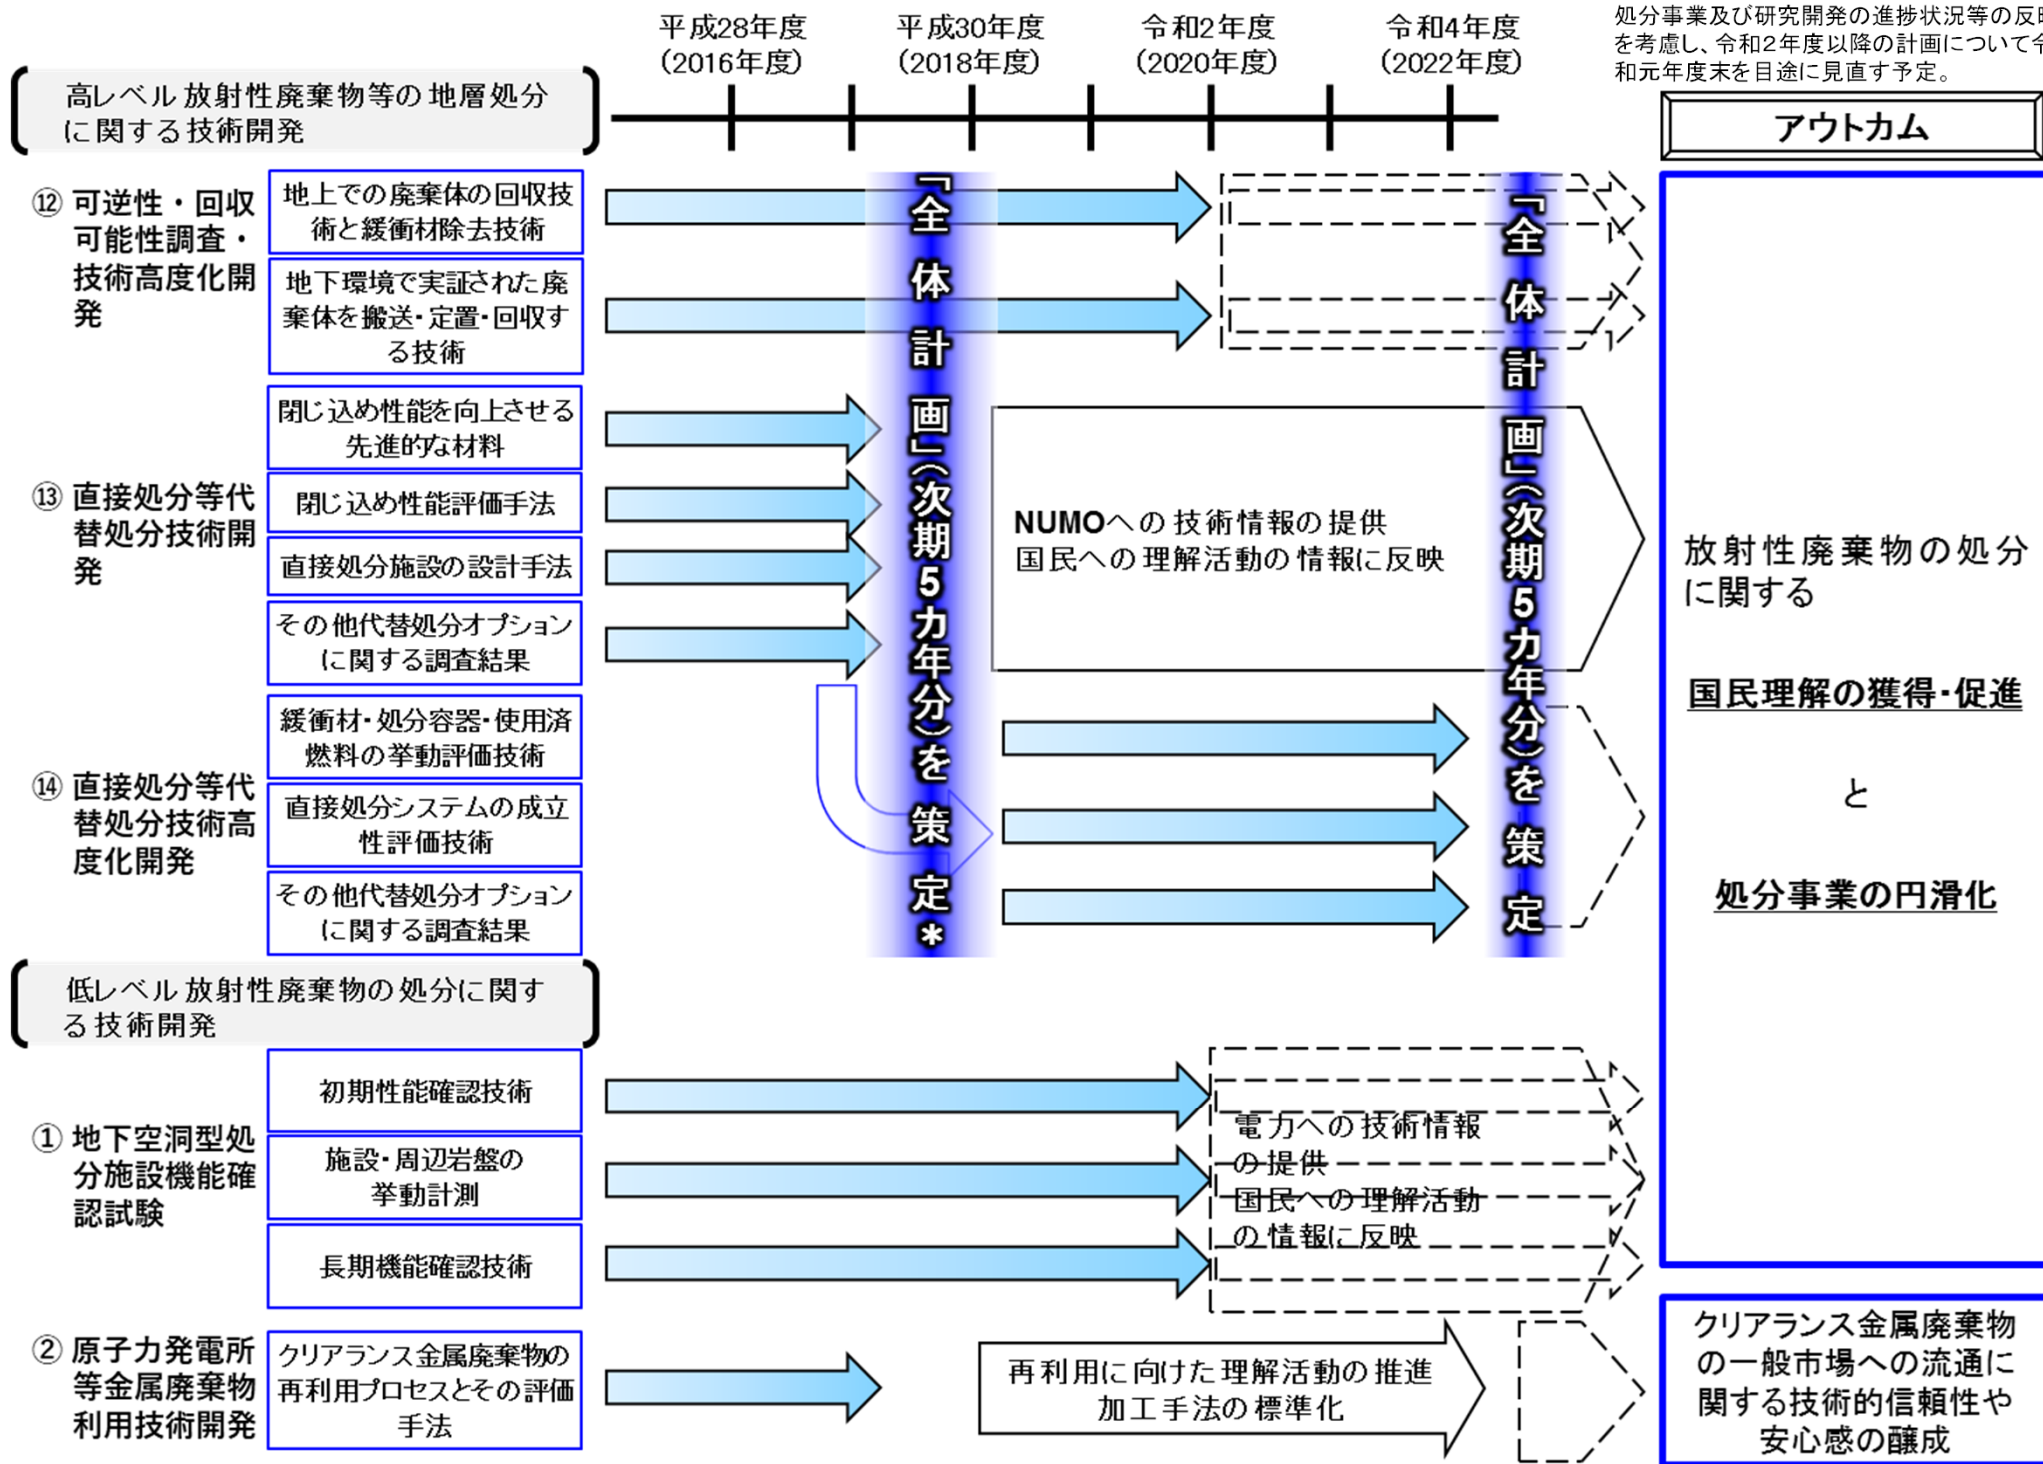 平成28年度
(2016年度)
平成30年度
(2018年度)
令和2年度
(2020年度)
令和4年度
(2022年度)
処分事業及び研究開発の進捗状況等の反
を考慮し、令和2年度以降の計画について令
和元年度末を目途に見直す予定。
高レベル放射性廃棄物等の地層処分
に関する技術開発
アウトカム
⑫ 可逆性・回収
可能性調査・
技術高度化開
発
地上での廃棄体の回収技
術と緩衝材除去技術
地下環境で実証された廃
棄体を搬送・定置・回収す
る技術
⑬ 直接処分等代
替処分技術開
発
閉じ込め性能を向上させる
先進的な材料
閉じ込め性能評価手法
直接処分施設の設計手法
その他代替処分オプション
に関する調査結果
⑭ 直接処分等代
替処分技術高
度化開発
緩衝材・処分容器・使用済
燃料の挙動評価技術
直接処分システムの成立
性評価技術
その他代替処分オプション
に関する調査結果
「全体計画」(次期5カ年分)を策定*
NUMOへの技術情報の提供
国民への理解活動の情報に反映
「全体計画」(次期5カ年分)を策定
放射性廃棄物の処分
に関する
国民理解の獲得・促進
と
処分事業の円滑化
低レベル放射性廃棄物の処分に関す
る技術開発
① 地下空洞型処
分施設機能確
認試験
初期性能確認技術
施設・周辺岩盤の
挙動計測
長期機能確認技術
電力への技術情報
の提供
国民への理解活動
の情報に反映
② 原子力発電所
等金属廃棄物
利用技術開発
クリアランス金属廃棄物の
再利用プロセスとその評価
手法
再利用に向けた理解活動の推進
加工手法の標準化
クリアランス金属廃棄物
の一般市場への流通に
関する技術的信頼性や
安心感の醸成